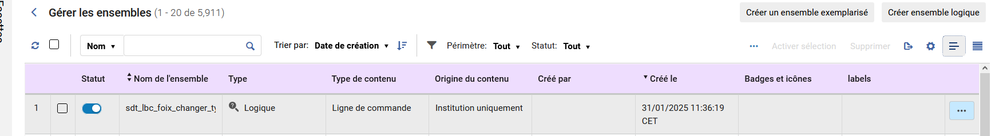 Gérer les ensembles (1 - 20 de 5,911)
Créer un ensemble exemplarisé
Créer ensemble logique
Nom
Trier par: Date de création
Périmètre: Tout
Statut: Tout
Activer sélection
Supprimer
Statut
Nom de l'ensemble
Type
Type de contenu
Origine du contenu
Créé par
Créé le
Badges et icônes
labels
1
sdt_lbc_foix_changer_ty
Logique
Ligne de commande
Institution uniquement
31/01/2025 11:36:19
CET